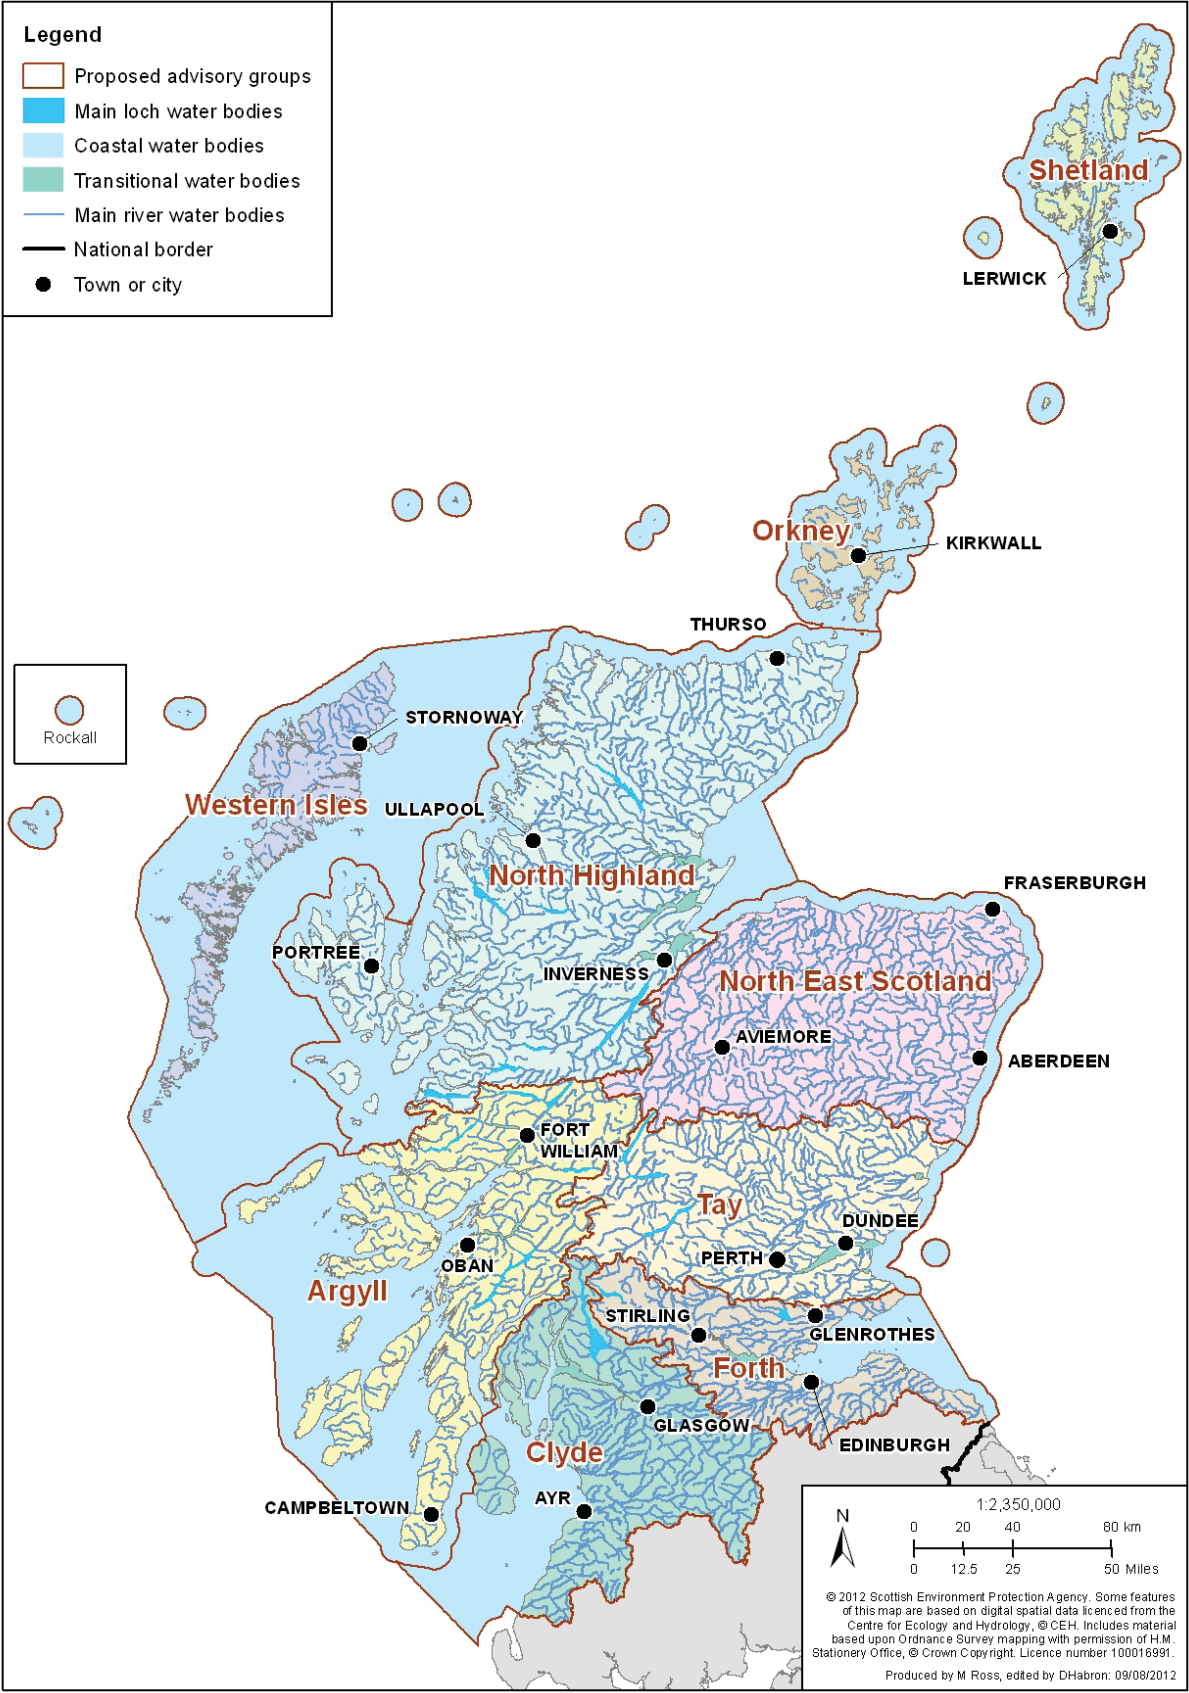 Legend
Proposed advisory groups
Main loch water bodies
Coastal water bodies
Transitional water bodies
Main river water bodies
National border
Town or city
Shetland
LERWICK
Orkney
KIRKWALL
THURSO
Rockall
STORNOWAY
Western Isles
ULLAPOOL
North Highland
FRASERBURGH
PORTREE
INVERNESS
North East Scotland
AVIEMORE
ABERDEEN
FORT
WILLIAM
Tay
DUNDEE
PERTH
OBAN
Argyll
STIRLING
GLENROTHES
Forth
GLASGOW
EDINBURGH
Clyde
AYR
CAMPBELTOWN
1:2,350,000
N
0 20 40 80 km
0 12.5 25 50 Miles
© 2012 Scottish Environment Protection Agency. Some features
of this map are based on digital spatial data licenced from the
Centre for Ecology and Hydrology, © CEH. Includes material
based upon Ordnance Survey mapping with permission of H.M.
Stationery Office, © Crown Copyright. Licence number 100016991.
Produced by M Ross, edited by DHabron: 09/08/2012